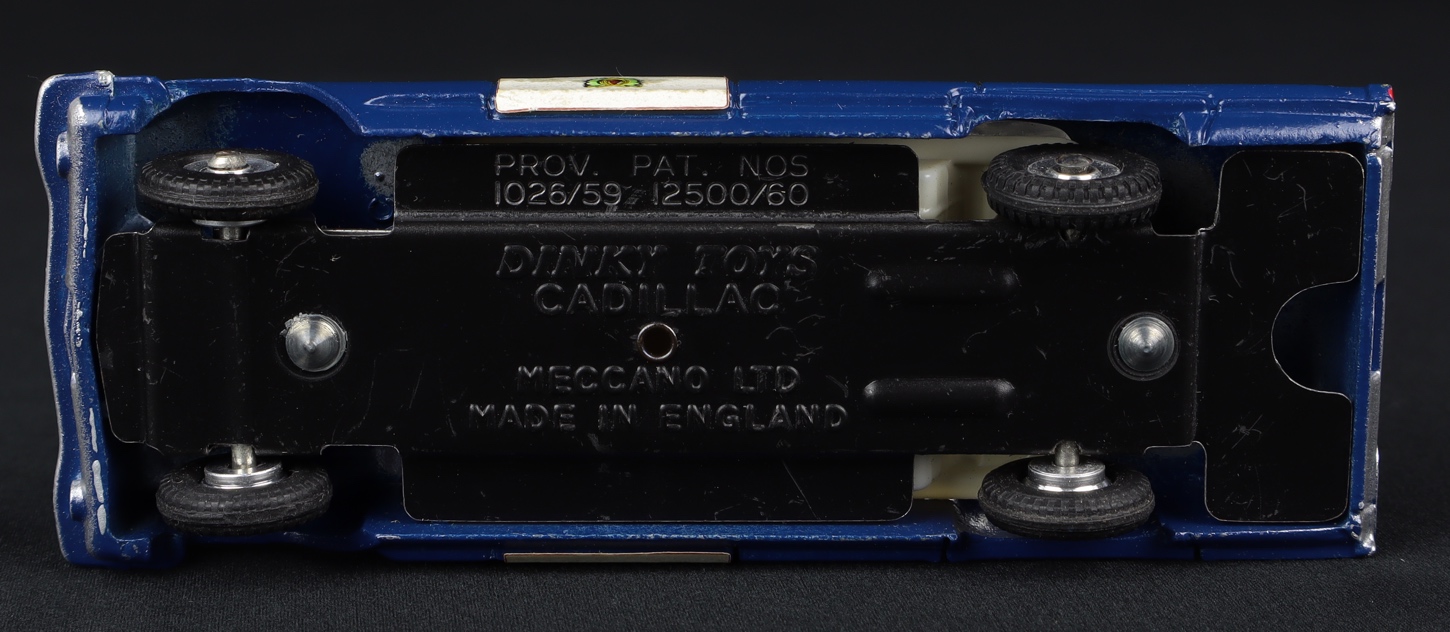 PROV. PAT. NOS
1026/59 12500/60
DINKY TOYS
CADILLAC
MECCANO LTD
MADE IN ENGLAND